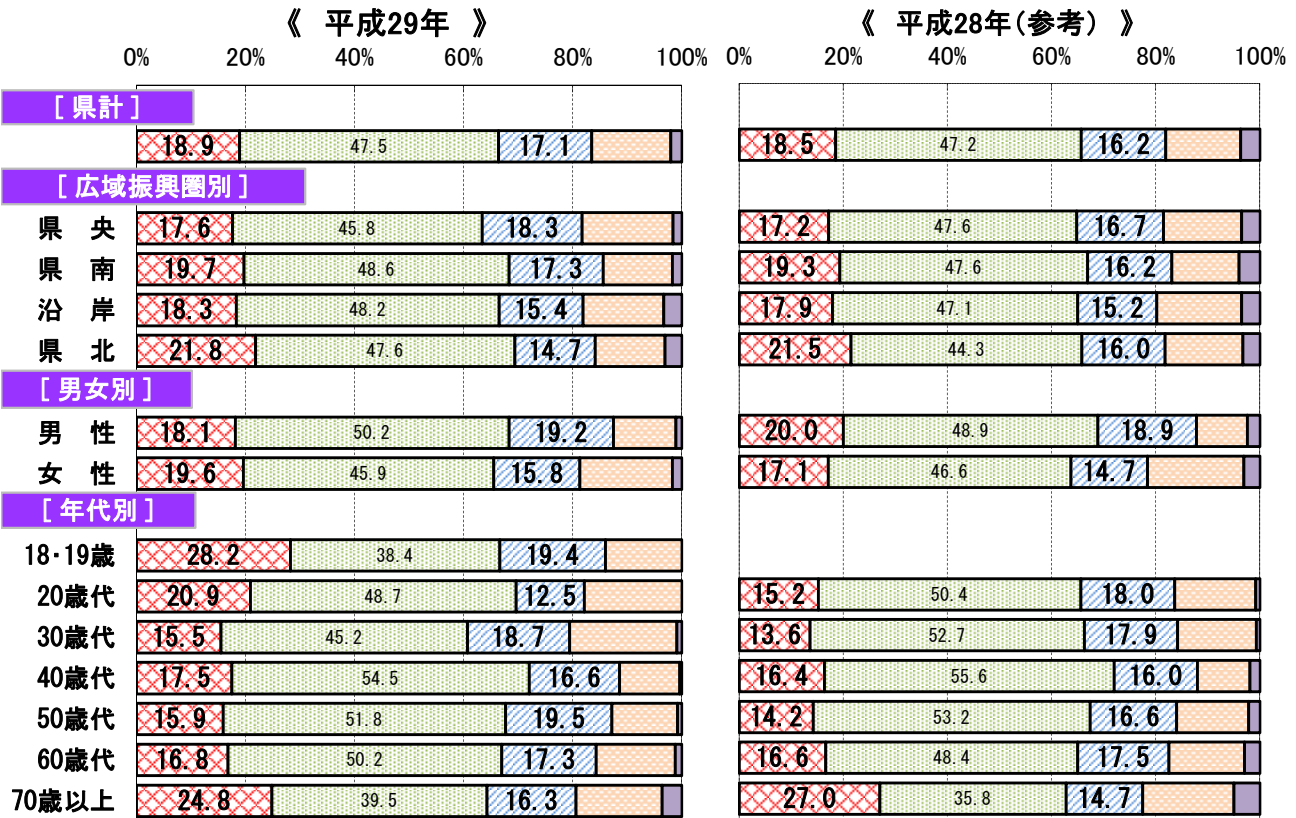 《 平成29年 》 《 平成28年(参考) 》
0% 20% 40% 60% 80% 100% 0% 20% 40% 60% 80% 100%
[ 県計 ]
18.9 47.5 17.1 18.5 47.2 16.2
[ 広域振興圏別 ]
県 央 17.6 45.8 18.3 17.2 47.6 16.7
県 南 19.7 48.6 17.3 19.3 47.6 16.2
沿 岸 18.3 48.2 15.4 17.9 47.1 15.2
県 北 21.8 47.6 14.7 21.5 44.3 16.0
[ 男女別 ]
男 性 18.1 50.2 19.2 20.0 48.9 18.9
女 性 19.6 45.9 15.8 17.1 46.6 14.7
[ 年代別 ]
18・19歳 28.2 38.4 19.4
20歳代 20.9 48.7 12.5 15.2 50.4 18.0
30歳代 15.5 45.2 18.7 13.6 52.7 17.9
40歳代 17.5 54.5 16.6 16.4 55.6 16.0
50歳代 15.9 51.8 19.5 14.2 53.2 16.6
60歳代 16.8 50.2 17.3 16.6 48.4 17.5
70歳以上 24.8 39.5 16.3 27.0 35.8 14.7